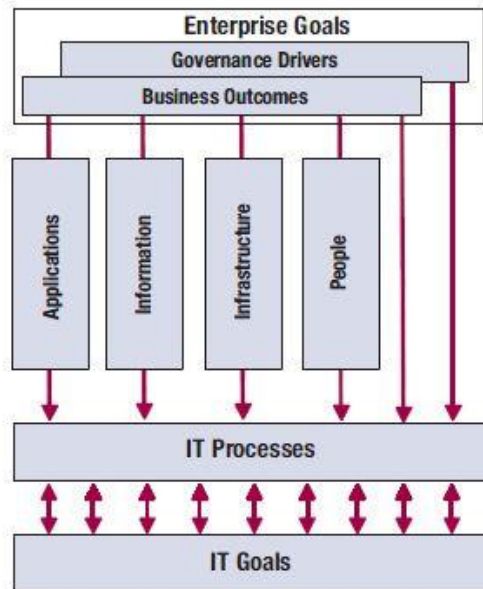 Enterprise Goals
Governance Drivers
Business Outcomes
Applications
Information
Infrastructure
People
IT Processes
IT Goals